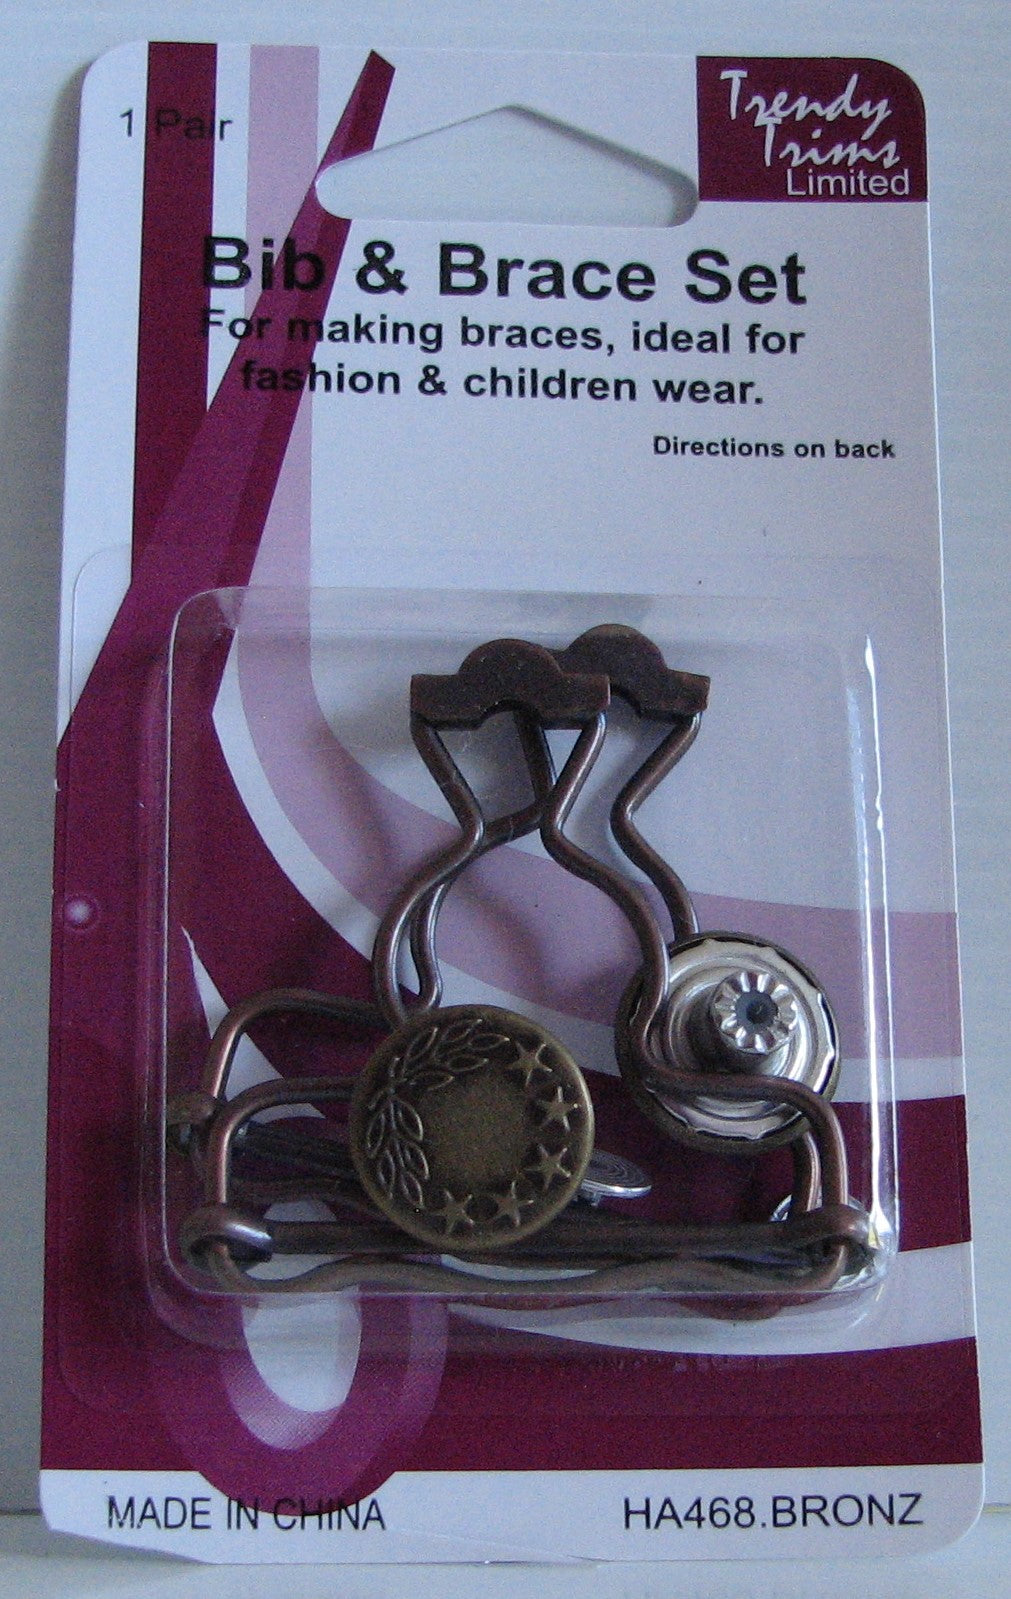 1 Pair
Trendy
Trims
Limited
Bib & Brace Set
For making braces, ideal for
fashion & children wear.
Directions on back
MADE IN CHINA
HA468.BRONZ